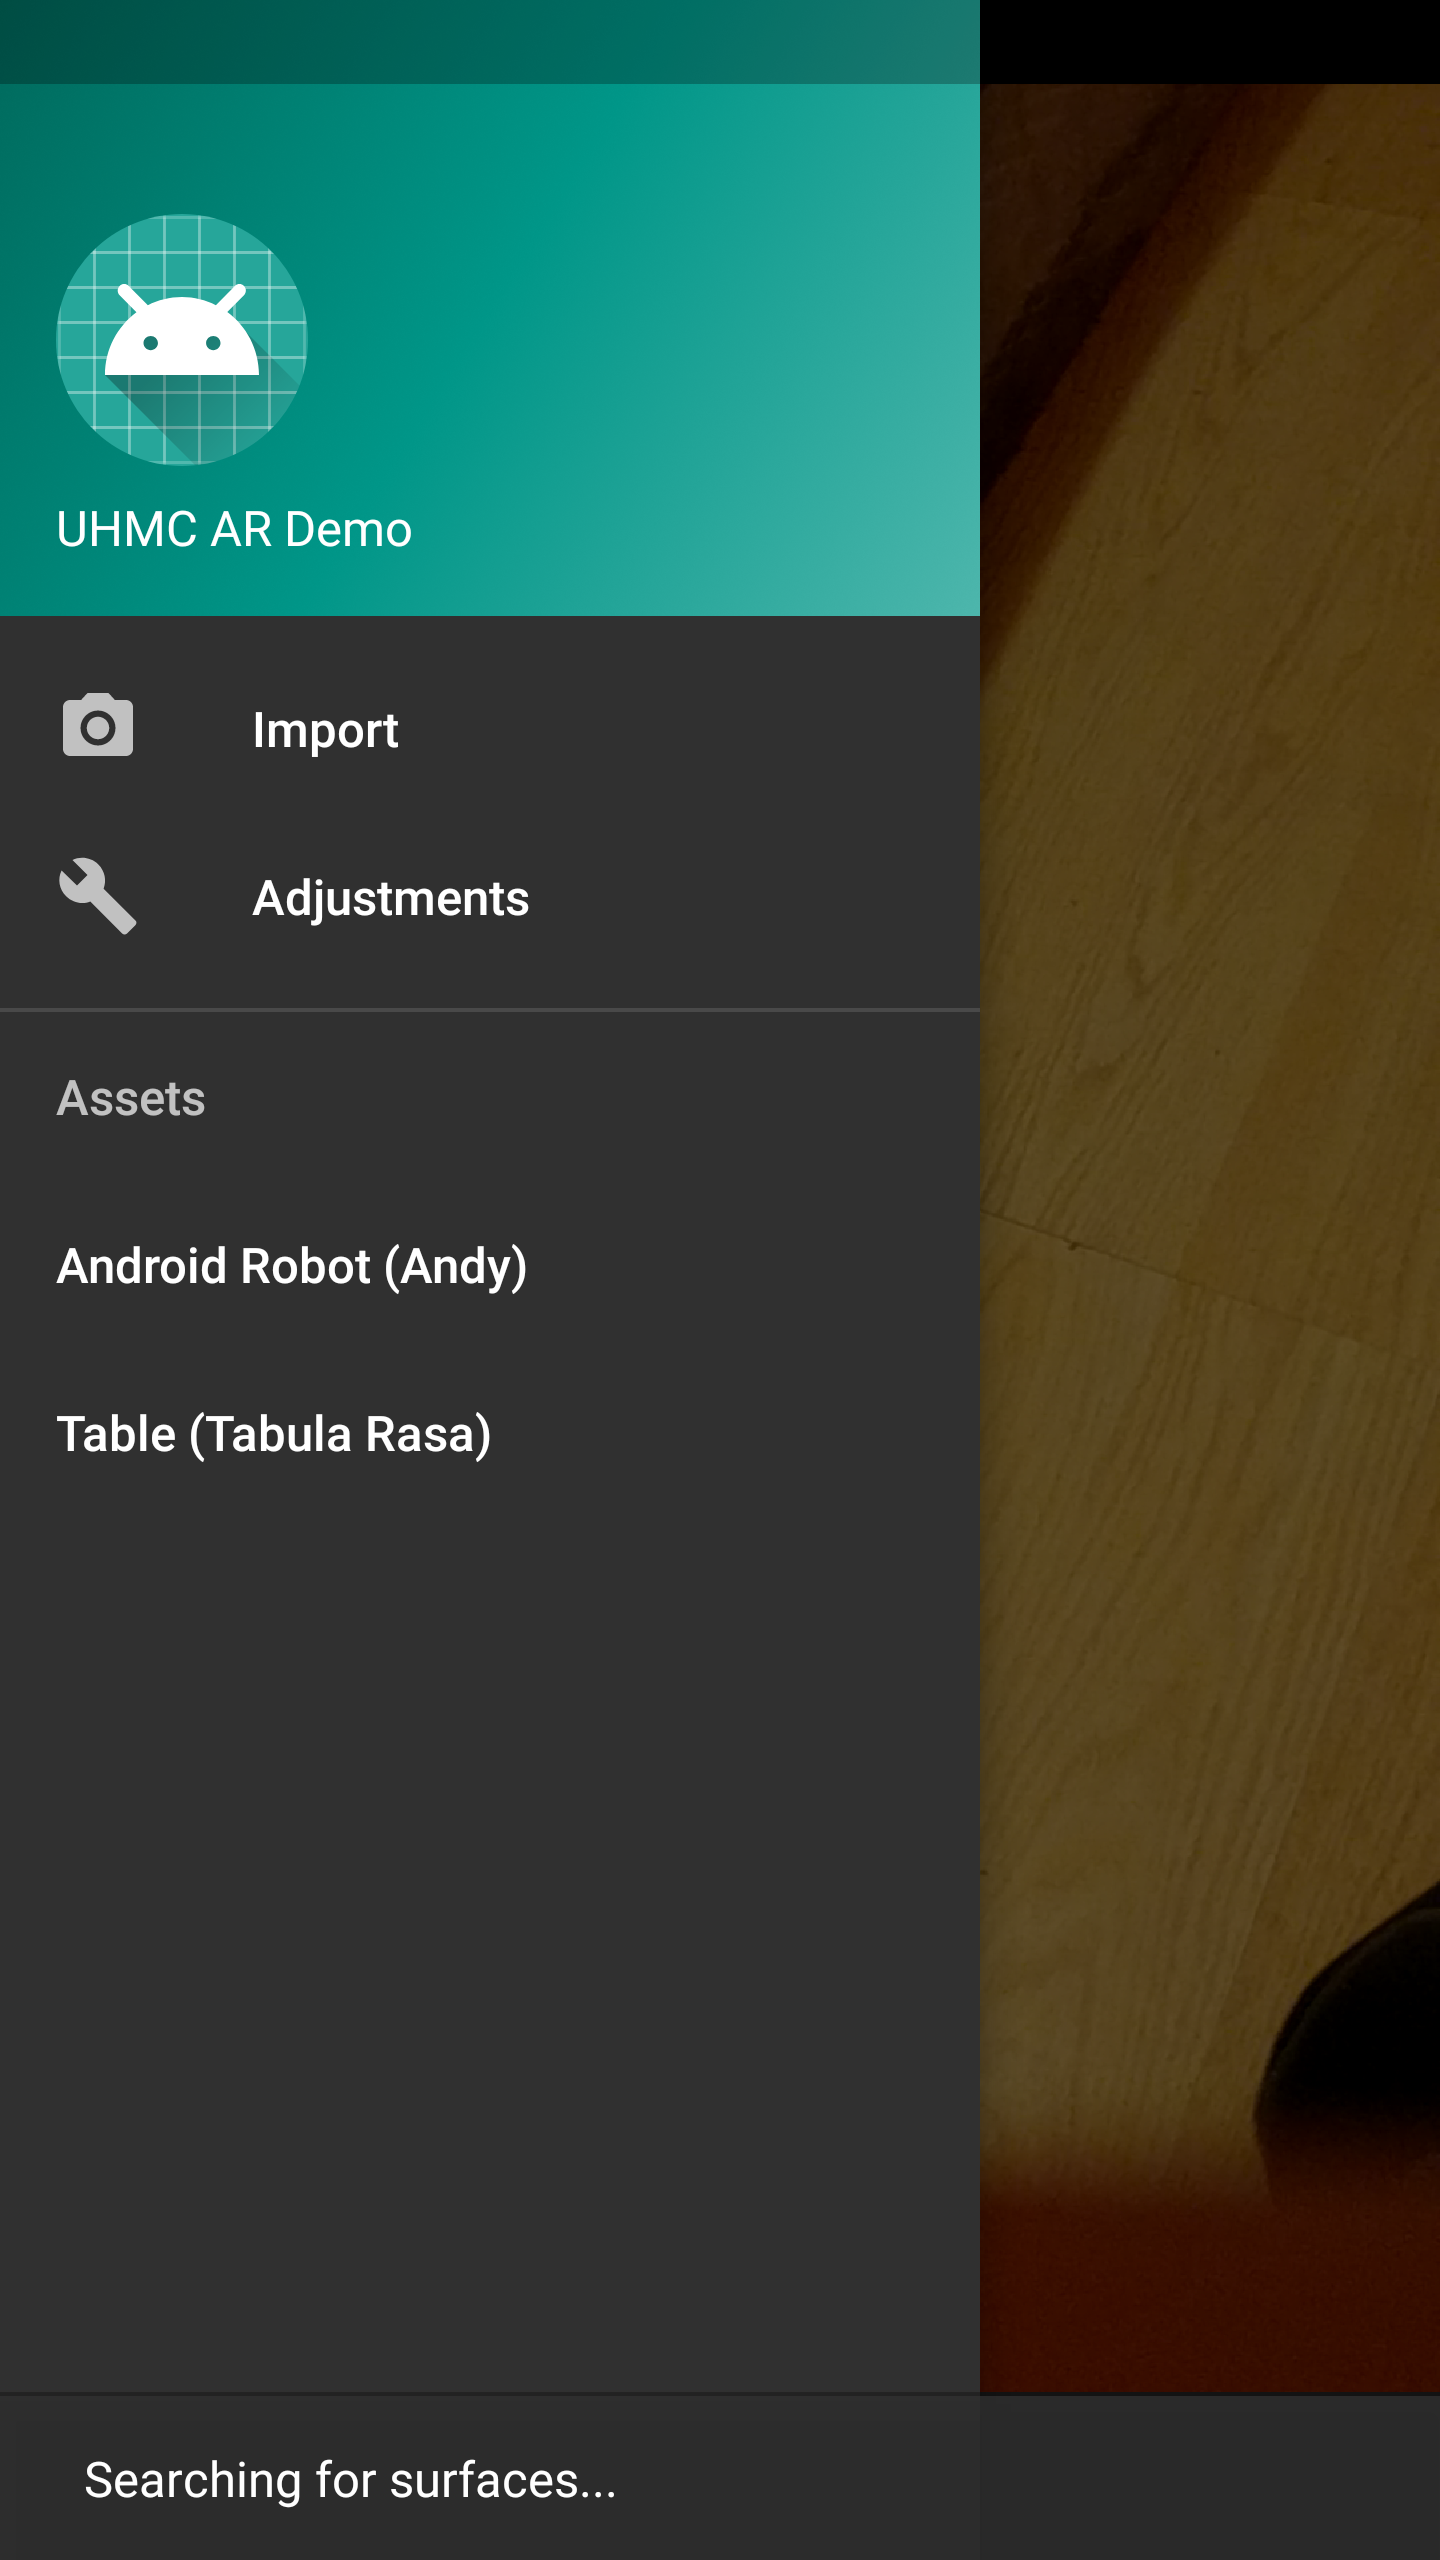 UHMC AR Demo
Import
Adjustments
Assets
Android Robot (Andy)
Table (Tabula Rasa)
Searching for surfaces...